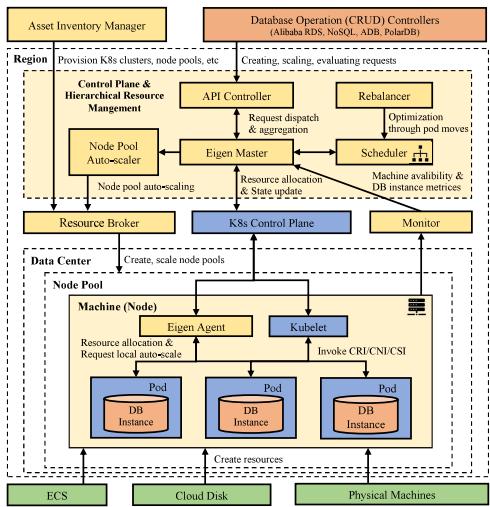 Asset Inventory Manager
Database Operation (CRUD) Controllers
(Alibaba RDS, NoSQL, ADB, PolarDB)
Region
Provision K8s clusters, node pools, etc
Creating, scaling, evaluating requests
Control Plane &
Hierarchical Resource
Mangement
API Controller
Rebalancer
Request dispatch
& aggregation
Optimization
through pod moves
Node Pool
Auto-scaler
Eigen Master
Scheduler
Node pool auto-scaling
Resource allocation
& State update
Machine avalibility &
DB instance metrices
Resource Broker
K8s Control Plane
Monitor
Data Center
Create, scale node pools
Node Pool
Machine (Node)
Eigen Agent
Kubelet
Resource allocation &
Request local auto-scale
Invoke CRI/CNI/CSI
Pod
DB
Instance
Pod
DB
Instance
Pod
DB
Instance
Create resources
ECS
Cloud Disk
Physical Machines